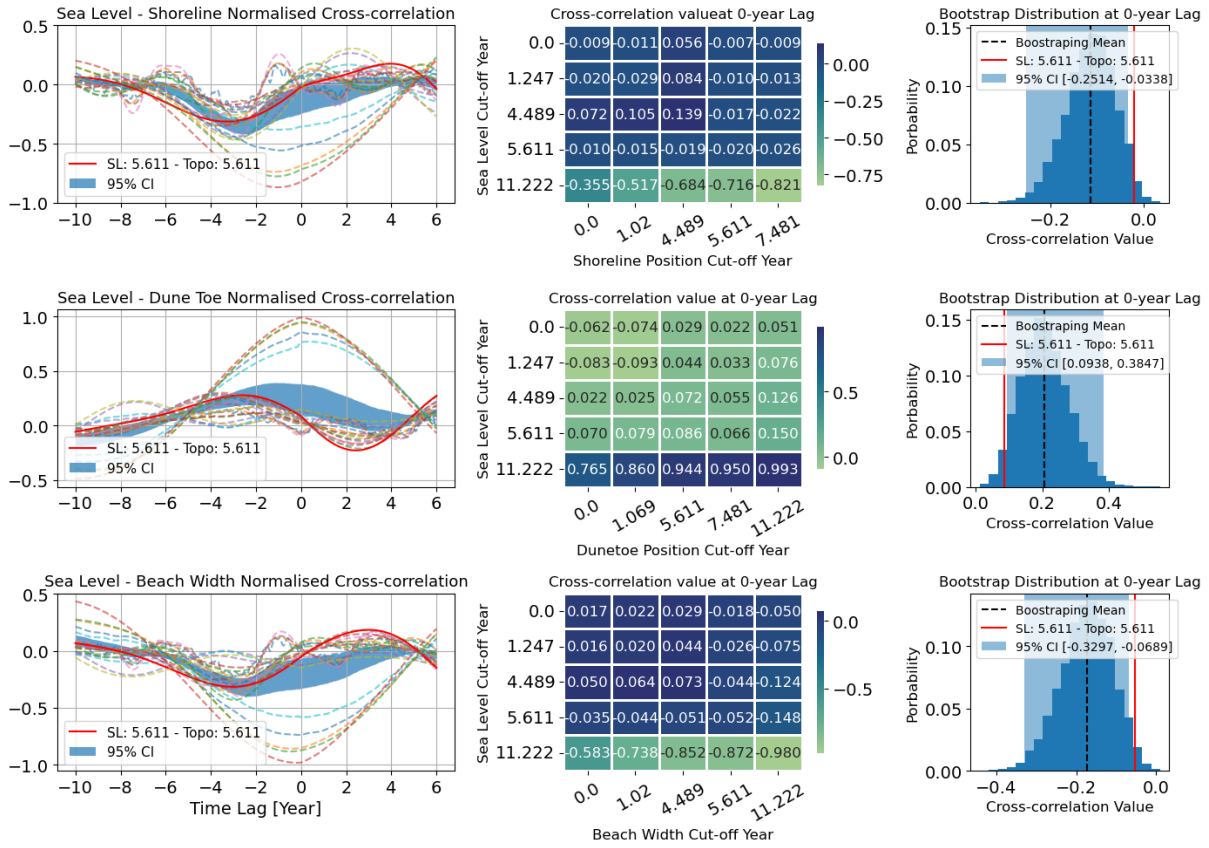 Sea Level - Shoreline Normalised Cross-correlation
0.5
0.0
−0.5
−1.0
−10 −8 −6 −4 −2 0 2 4 6
SL: 5.611 - Topo: 5.611
95% CI
Cross-correlation valueat 0-year Lag
Sea Level Cut-off Year
0.0 -0.009 -0.011 0.056 -0.007 -0.009
1.247 -0.020 -0.029 0.084 -0.010 -0.013
4.489 0.072 0.105 0.139 -0.017 -0.022
5.611 -0.010 -0.015 -0.019 -0.020 -0.026
11.222 -0.355 -0.517 -0.684 -0.716 -0.821
0.0 1.02 4.489 5.611 7.481
Shoreline Position Cut-off Year
0.00
−0.25
−0.50
−0.75
Bootstrap Distribution at 0-year Lag
Porbability
0.15
0.10
0.05
0.00
Boostraping Mean
SL: 5.611 - Topo: 5.611
95% CI [-0.2514, -0.0338]
−0.2 0.0
Cross-correlation Value
Sea Level - Dune Toe Normalised Cross-correlation
1.0
0.5
0.0
−0.5
−10 −8 −6 −4 −2 0 2 4 6
SL: 5.611 - Topo: 5.611
95% CI
Cross-correlation value at 0-year Lag
Sea Level Cut-off Year
0.0 -0.062 -0.074 0.029 0.022 0.051
1.247 -0.083 -0.093 0.044 0.033 0.076
4.489 0.022 0.025 0.072 0.055 0.126
5.611 0.070 0.079 0.086 0.066 0.150
11.222 0.765 0.860 0.944 0.950 0.993
0.0 1.069 5.611 7.481 11.222
Dunetoe Position Cut-off Year
0.5
0.0
Bootstrap Distribution at 0-year Lag
Porbability
0.15
0.10
0.05
0.00
Boostraping Mean
SL: 5.611 - Topo: 5.611
95% CI [0.0938, 0.3847]
0.0 0.2 0.4
Cross-correlation Value
Sea Level - Beach Width Normalised Cross-correlation
0.5
0.0
−0.5
−1.0
−10 −8 −6 −4 −2 0 2 4 6
Time Lag [Year]
SL: 5.611 - Topo: 5.611
95% CI
Cross-correlation value at 0-year Lag
Sea Level Cut-off Year
0.0 0.017 0.022 0.029 -0.018 -0.050
1.247 0.016 0.020 0.044 -0.026 -0.075
4.489 0.050 0.064 0.073 -0.044 -0.124
5.611 -0.035 -0.044 -0.051 -0.052 -0.148
11.222 -0.583 -0.738 -0.852 -0.872 -0.980
0.0 1.02 4.489 5.611 11.222
Beach Width Cut-off Year
0.0
−0.5
Bootstrap Distribution at 0-year Lag
Porbability
0.10
0.05
0.00
Boostraping Mean
SL: 5.611 - Topo: 5.611
95% CI [-0.3297, -0.0689]
−0.4 −0.2 0.0
Cross-correlation Value